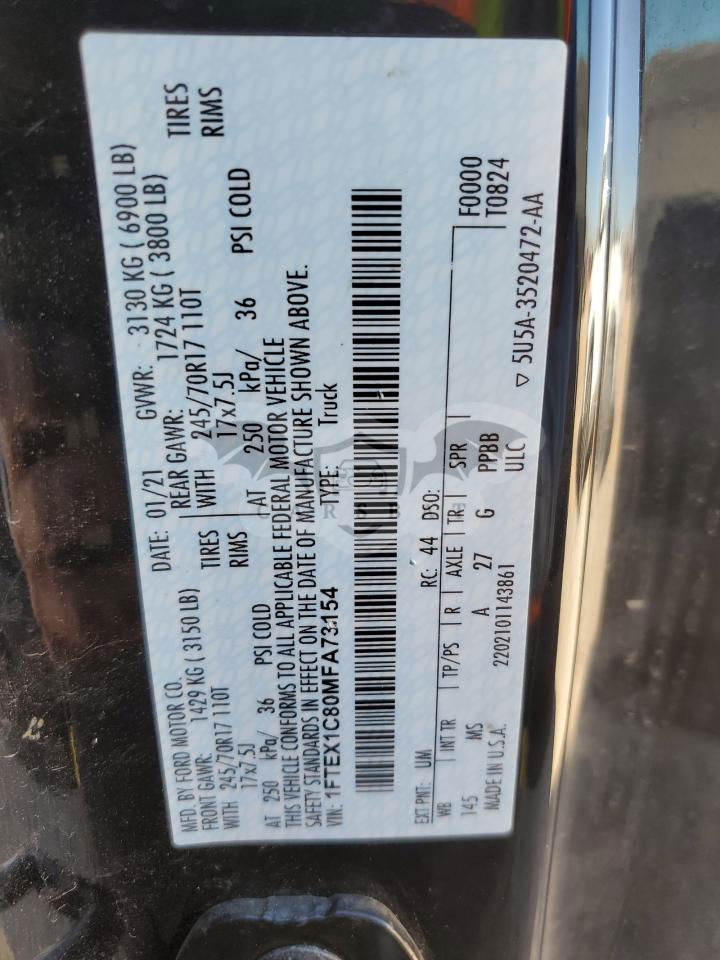 MFD. BY FORD MOTOR CO. DATE: 01/21 GVWR: 3130 KG ( 6900 LB)
FRONT GAWR: 1429 KG ( 3150 LB) REAR GAWR: 1724 KG ( 3800 LB)
WITH 245/70R17 110T TIRES WITH 245/70R17 110T TIRES
17x7.5J RIMS 17x7.5J RIMS
AT 250 kPa/ 36 PSI COLD AT 250 kPa/ 36 PSI COLD
THIS VEHICLE CONFORMS TO ALL APPLICABLE FEDERAL MOTOR VEHICLE
SAFETY STANDARDS IN EFFECT ON THE DATE OF MANUFACTURE SHOWN ABOVE.
VIN: 1FTEX1C80MFA73154 TYPE: Truck
EXT PNT: UM RC: 44 DSO: F0000
WB INT TR TP/PS R AXLE TR SPR T0824
145 MS A 27 G PPBB
MADE IN U.S.A. 2202101143861 ULC ▽ 5U5A-3520472-AA